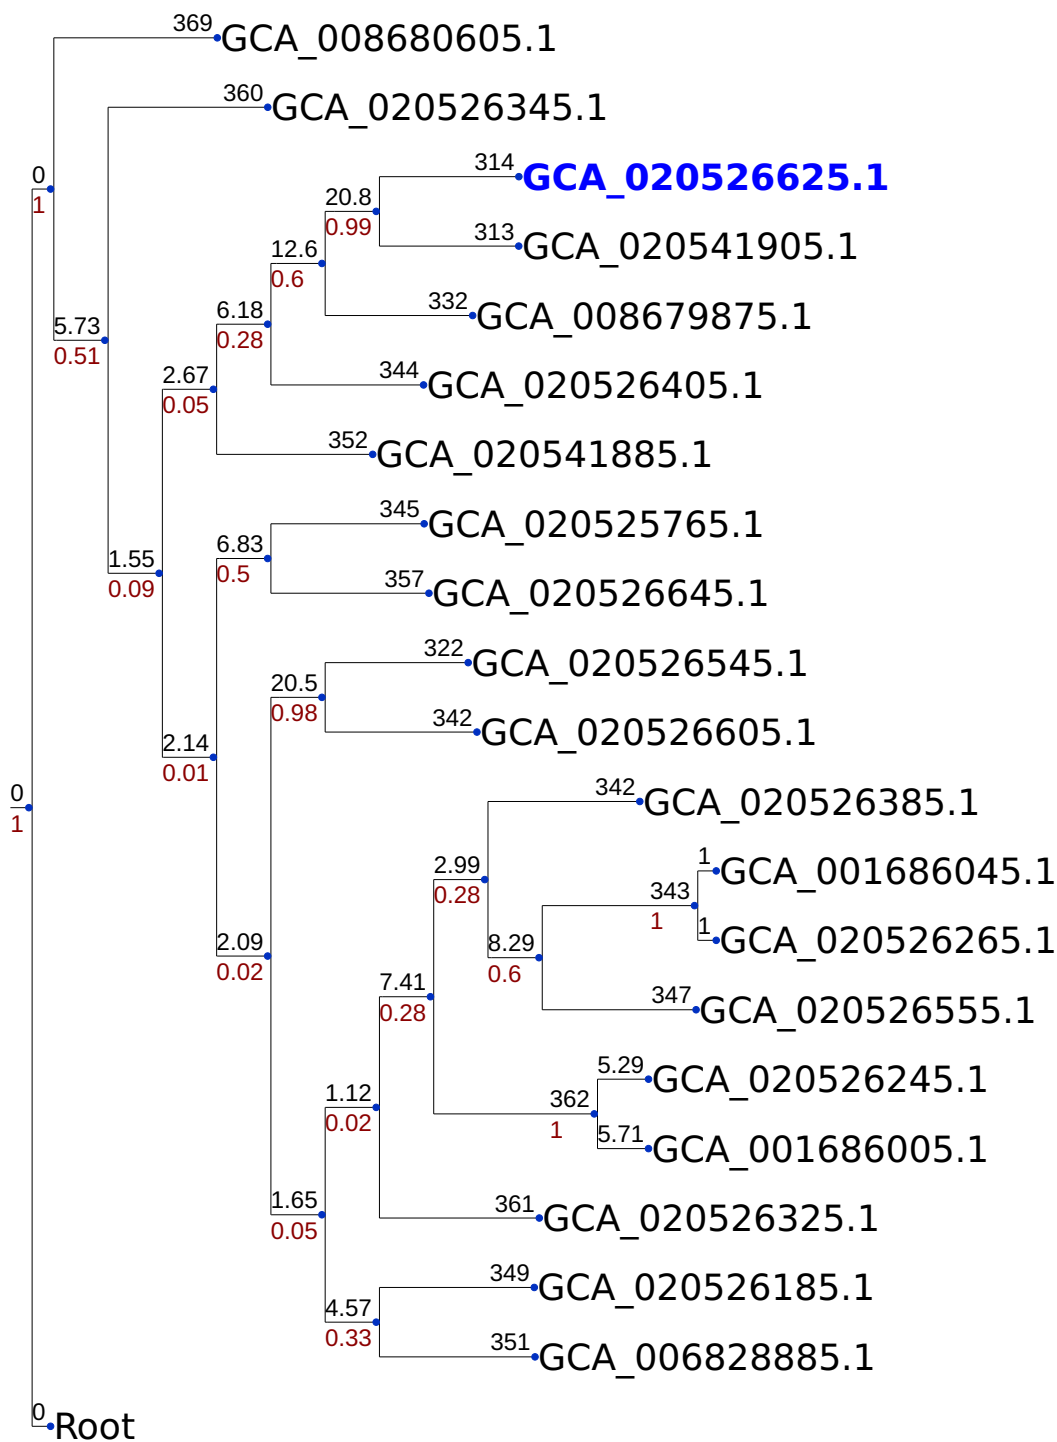 369
GCA_008680605.1
360
GCA_020526345.1
314
GCA_020526625.1
0
1
20.8
0.99
313
GCA_020541905.1
12.6
0.6
332
GCA_008679875.1
6.18
0.28
5.73
0.51
344
GCA_020526405.1
2.67
0.05
352
GCA_020541885.1
345
GCA_020525765.1
6.83
0.5
1.55
0.09
357
GCA_020526645.1
322
GCA_020526545.1
20.5
0.98
342
GCA_020526605.1
2.14
0.01
0
1
342
GCA_020526385.1
2.99
0.28
1
GCA_001686045.1
343
1
1
GCA_020526265.1
2.09
0.02
8.29
0.6
7.41
0.28
347
GCA_020526555.1
5.29
GCA_020526245.1
1.12
0.02
362
1
5.71
GCA_001686005.1
1.65
0.05
361
GCA_020526325.1
349
GCA_020526185.1
4.57
0.33
351
GCA_006828885.1
0
Root